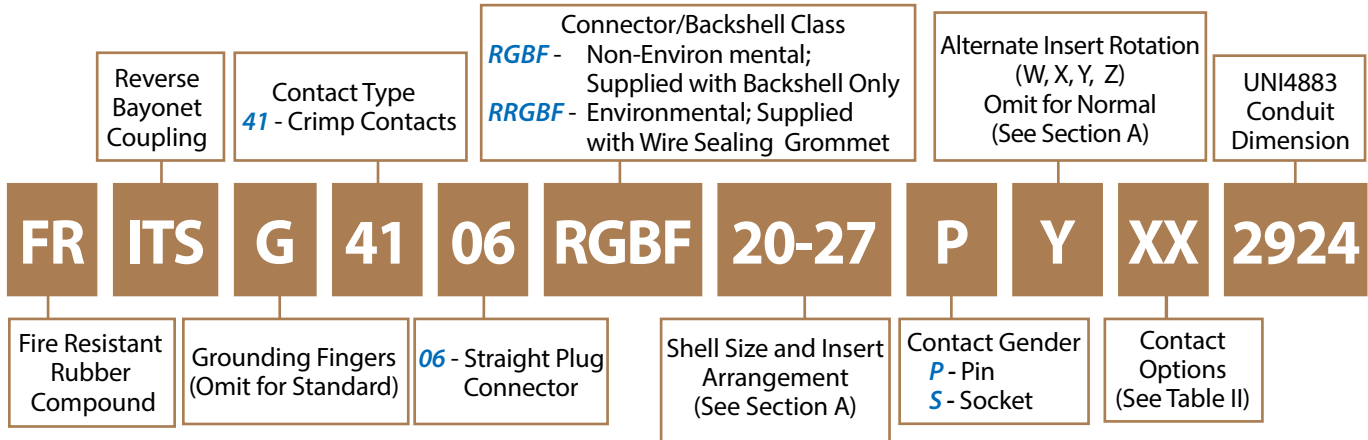 Reverse
Bayonet
Coupling
Contact Type
41 - Crimp Contacts
Connector/Backshell Class
RGBF - Non-Environ mental;
Supplied with Backshell Only
RRGBF - Environmental; Supplied
with Wire Sealing Grommet
Alternate Insert Rotation
(W, X, Y, Z)
Omit for Normal
(See Section A)
UNI4883
Conduit
Dimension
FR ITS G 41 06 RGBF 20-27 P Y XX 2924
Fire Resistant
Rubber
Compound
Grounding Fingers
(Omit for Standard)
06 - Straight Plug
Connector
Shell Size and Insert
Arrangement
(See Section A)
Contact Gender
P - Pin
S - Socket
Contact
Options
(See Table II)